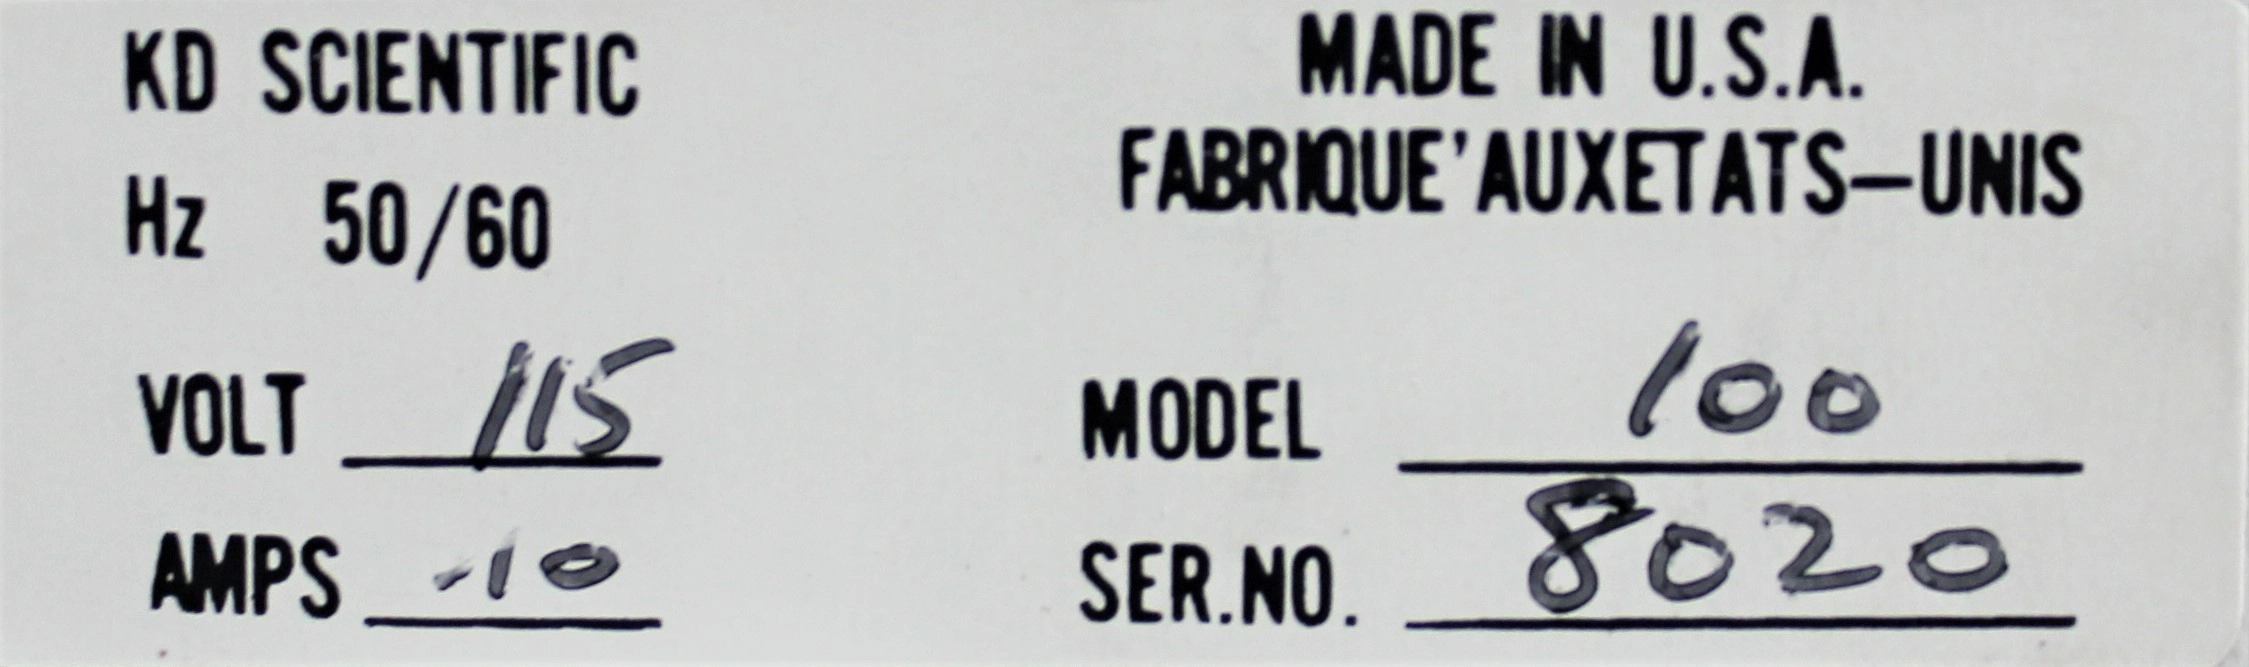 KD SCIENTIFIC
Hz 50/60
VOLT 115
AMPS .10
MADE IN U.S.A.
FABRIQUE'AUXETATS–UNIS
MODEL 100
SER.NO. 8020